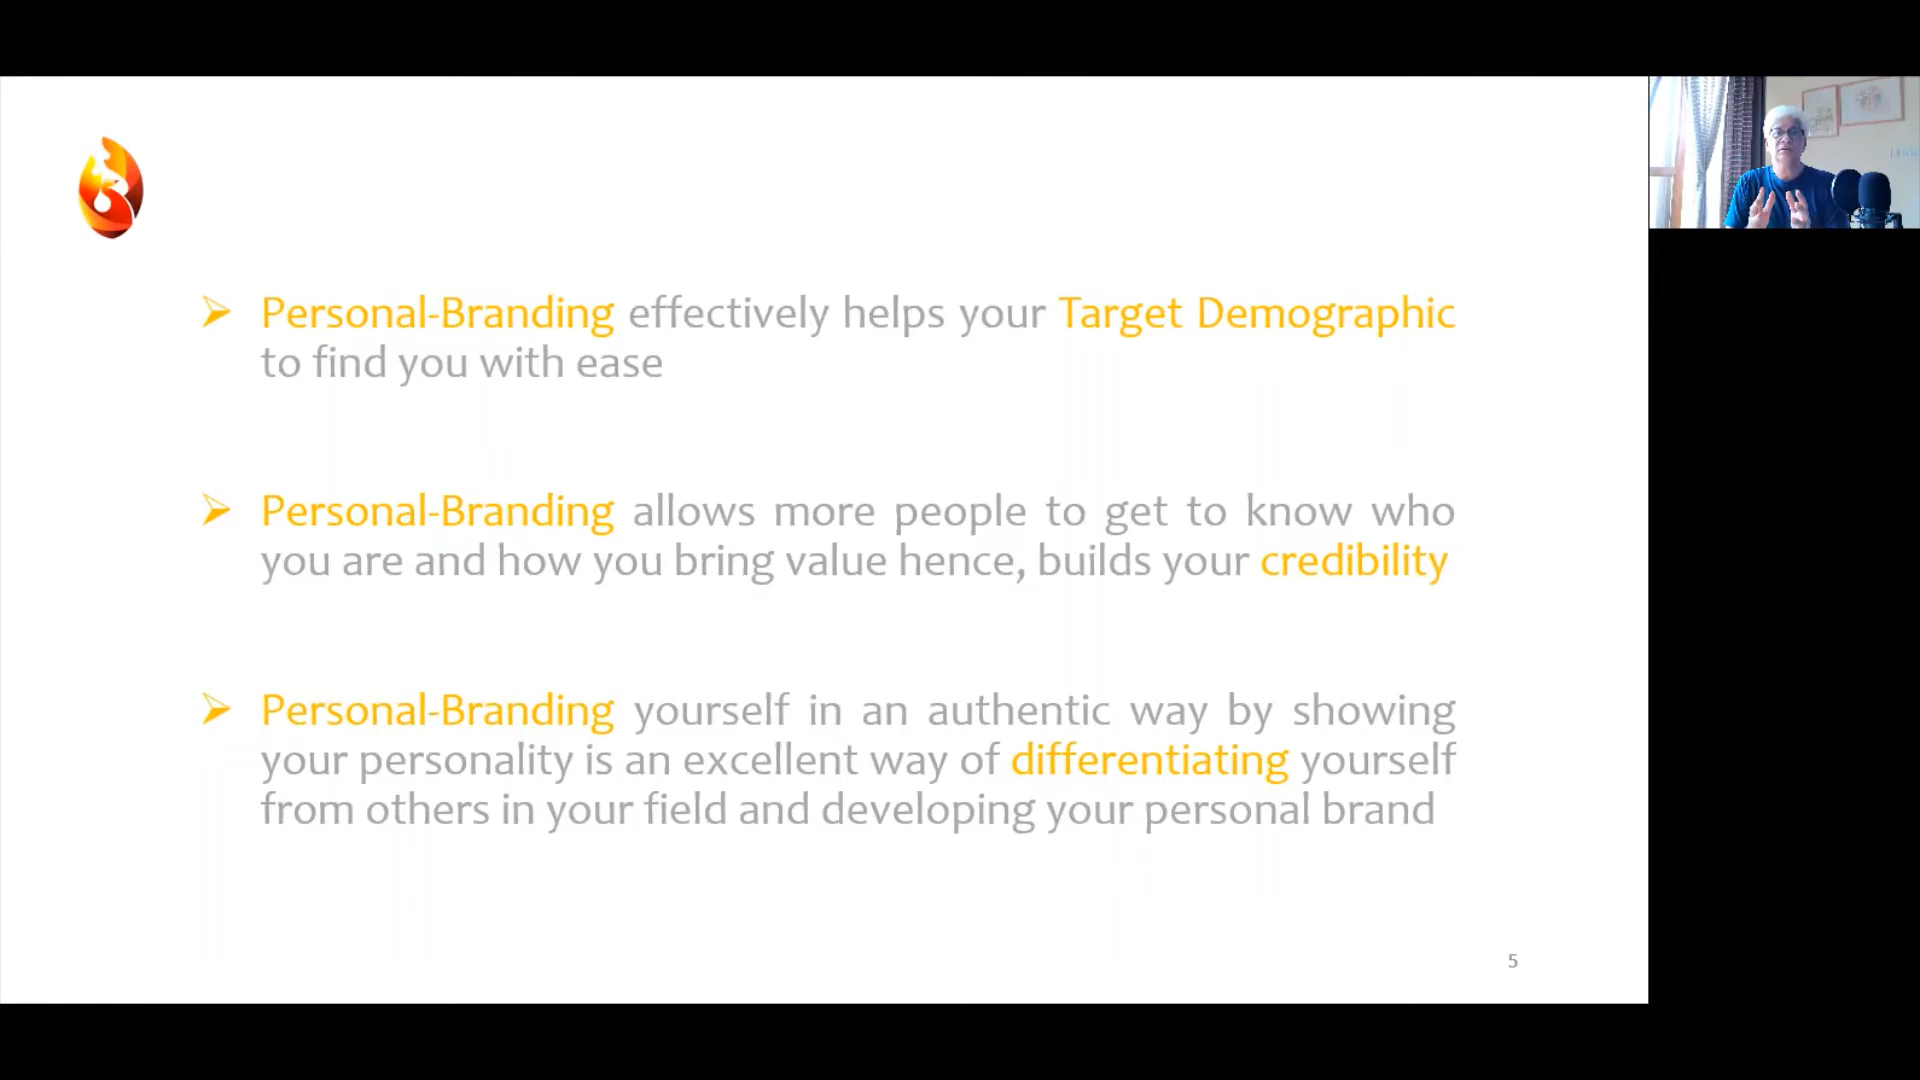 Personal-Branding effectively helps your Target Demographic
to find you with ease
Personal-Branding allows more people to get to know who
you are and how you bring value hence, builds your credibility
Personal-Branding yourself in an authentic way by showing
your personality is an excellent way of differentiating yourself
from others in your field and developing your personal brand
5